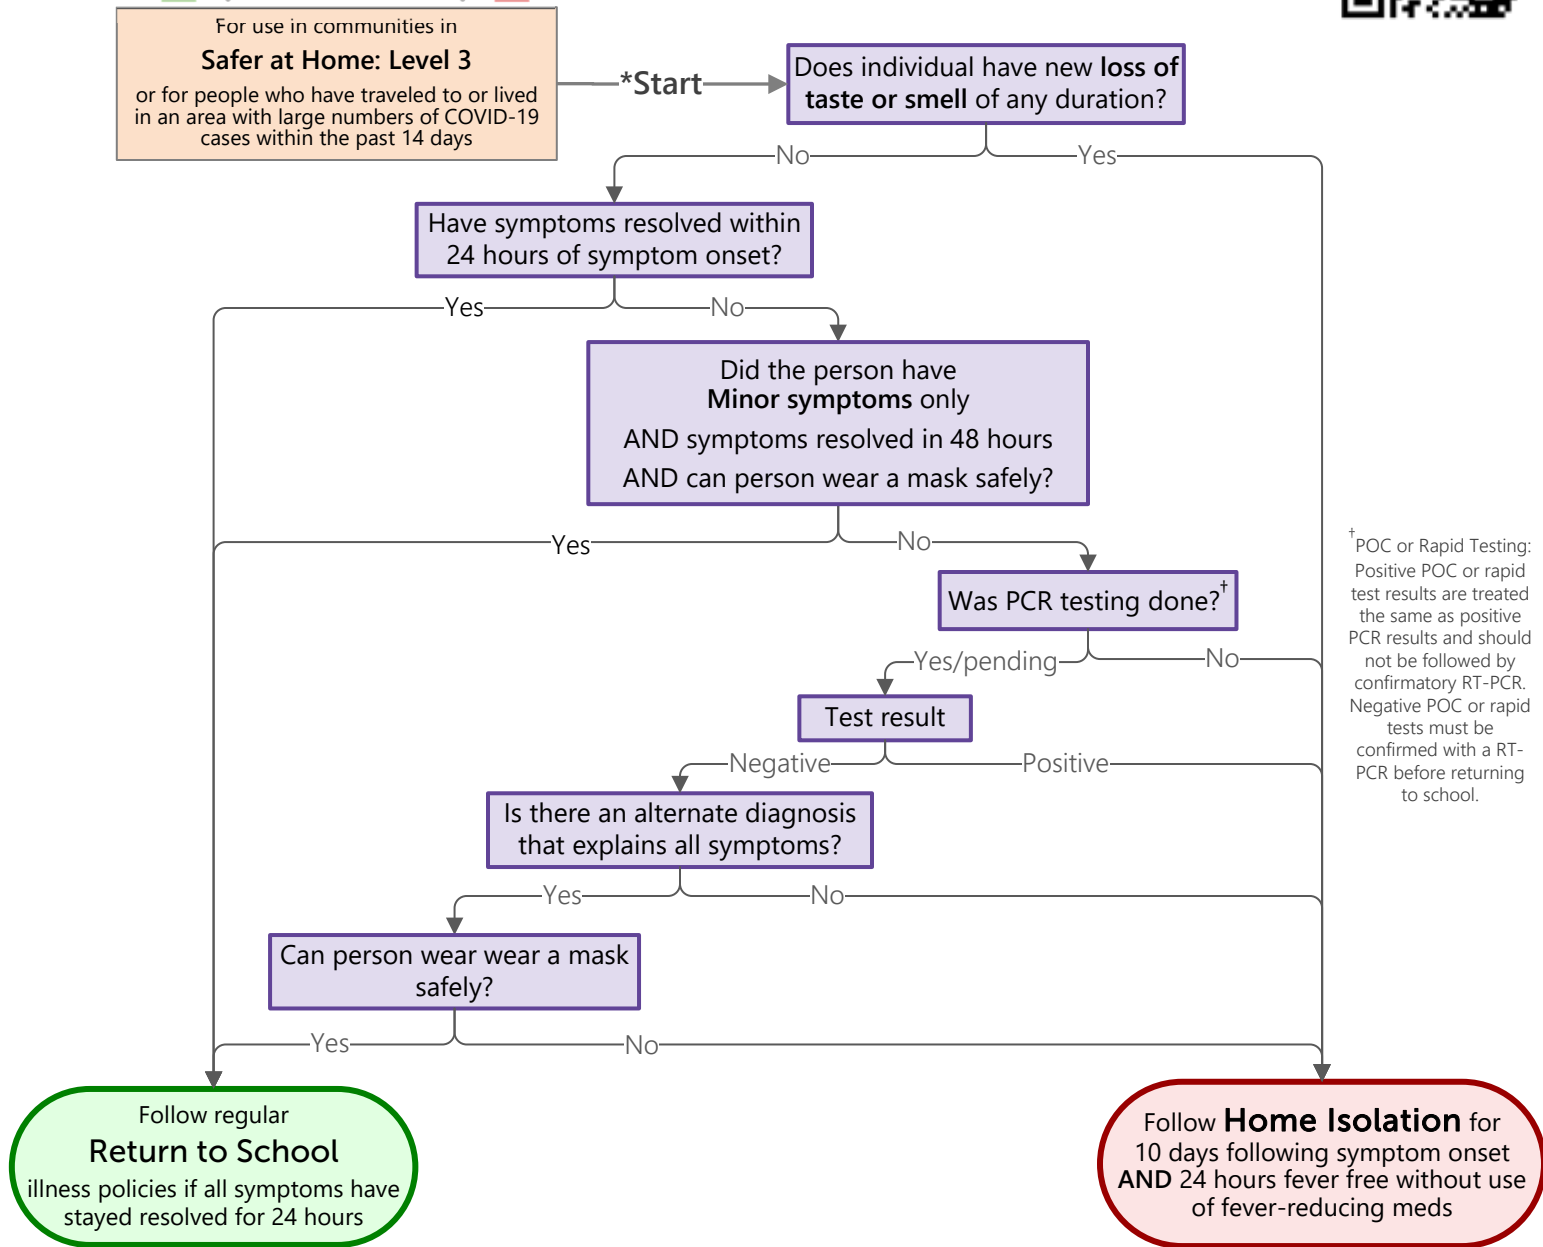 For use in communities in
Safer at Home: Level 3
or for people who have traveled to or lived
in an area with large numbers of COVID-19
cases within the past 14 days
*Start
Does individual have new loss of
taste or smell of any duration?
No
Yes
Have symptoms resolved within
24 hours of symptom onset?
Yes
No
Did the person have
Minor symptoms only
AND symptoms resolved in 48 hours
AND can person wear a mask safely?
Yes
No
Was PCR testing done?†
Yes/pending
No
Test result
Negative
Positive
†POC or Rapid Testing:
Positive POC or rapid
test results are treated
the same as positive
PCR results and should
not be followed by
confirmatory RT-PCR.
Negative POC or rapid
tests must be
confirmed with a RT-
PCR before returning
to school.
Is there an alternate diagnosis
that explains all symptoms?
Yes
No
Can person wear wear a mask
safely?
Yes
No
Follow regular
Return to School
illness policies if all symptoms have
stayed resolved for 24 hours
Follow Home Isolation for
10 days following symptom onset
AND 24 hours fever free without use
of fever-reducing meds